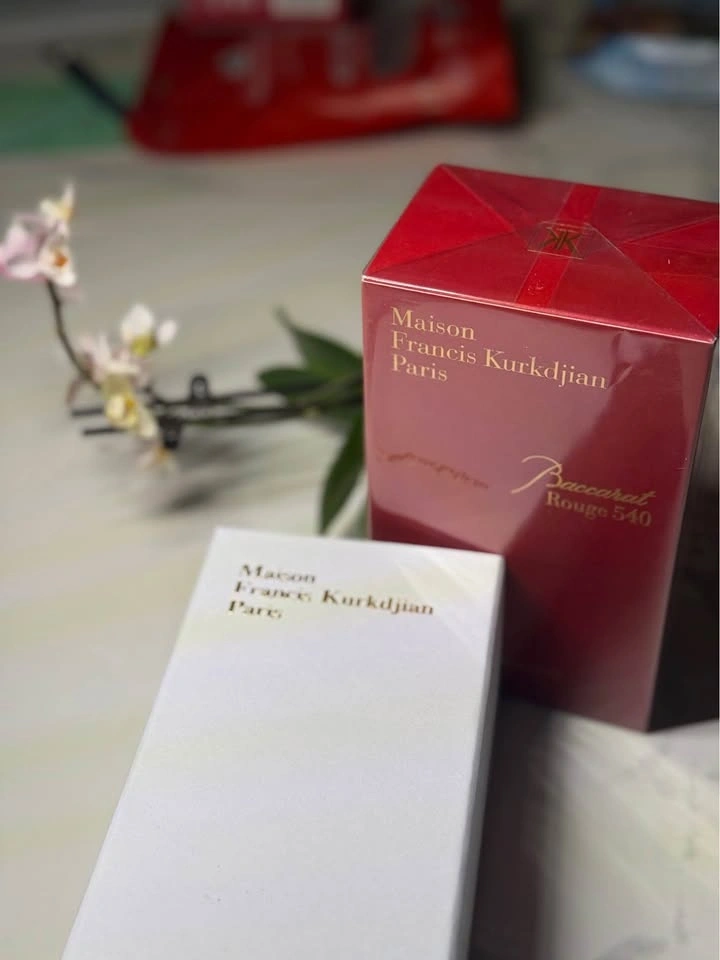 Maison
Francis Kurkdjian
Paris
Baccarat
Rouge 540
Maison
Francis Kurkdjian
Paris